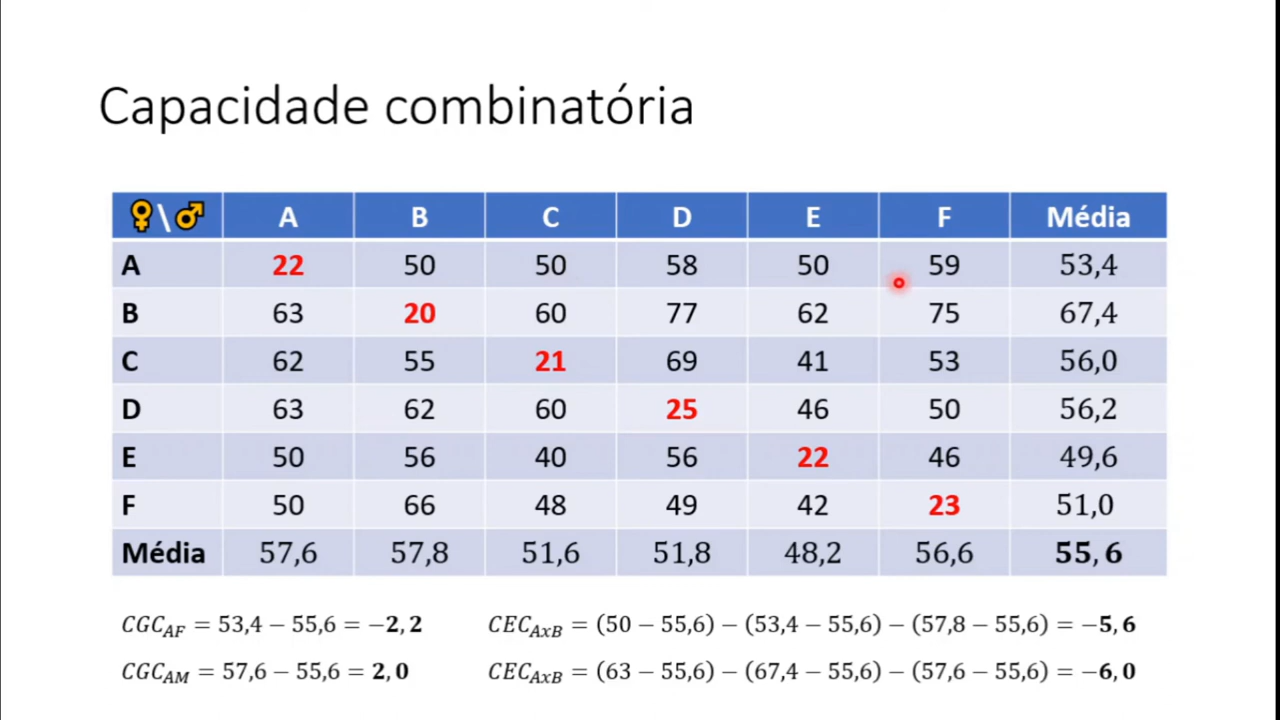 Capacidade combinatória
♀\♂ A B C D E F Média
A 22 50 50 58 50 59 53,4
B 63 20 60 77 62 75 67,4
C 62 55 21 69 41 53 56,0
D 63 62 60 25 46 50 56,2
E 50 56 40 56 22 46 49,6
F 50 66 48 49 42 23 51,0
Média 57,6 57,8 51,6 51,8 48,2 56,6 55,6
CGC_AF = 53,4 − 55,6 = −2,2
CEC_AxB = (50 − 55,6) − (53,4 − 55,6) − (57,8 − 55,6) = −5,6
CGC_AM = 57,6 − 55,6 = 2,0
CEC_AxB = (63 − 55,6) − (67,4 − 55,6) − (57,6 − 55,6) = −6,0